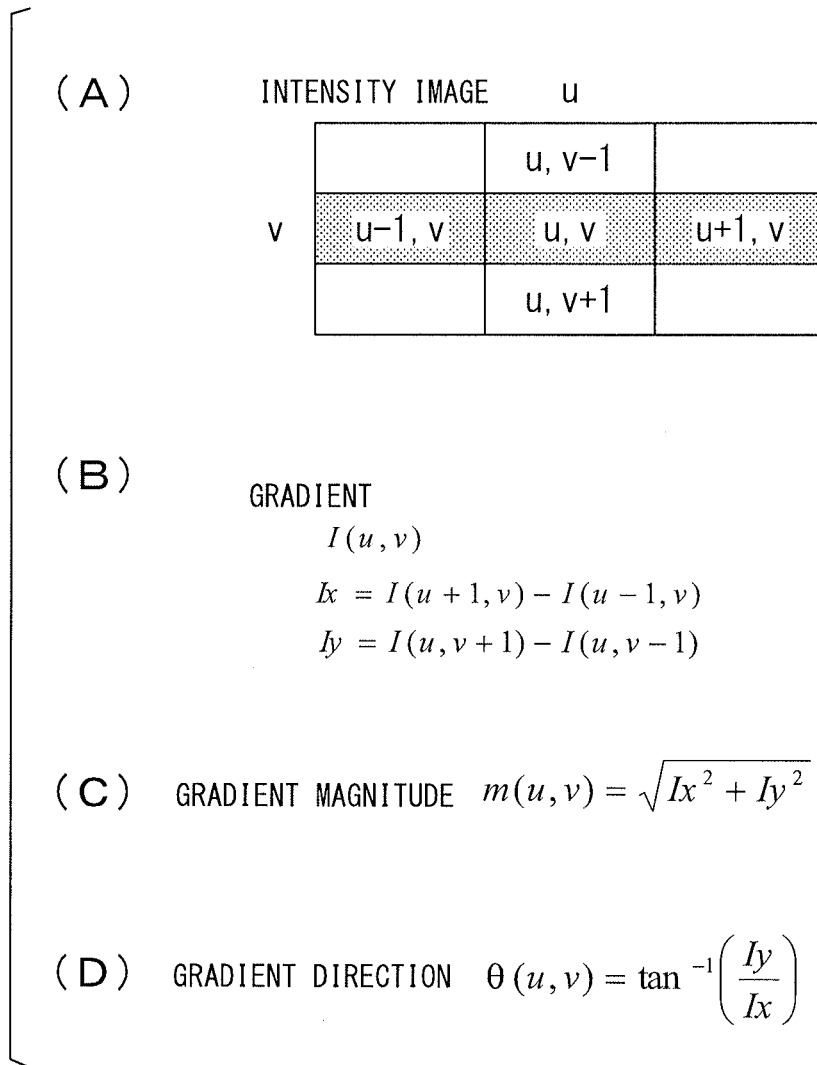 (A) INTENSITY IMAGE u
u, v-1
v u-1, v u, v u+1, v
u, v+1
(B)
GRADIENT
I(u, v)
Ix = I(u + 1, v) − I(u − 1, v)
Iy = I(u, v + 1) − I(u, v − 1)
(C) GRADIENT MAGNITUDE m(u, v) = √(Ix² + Iy²)
(D) GRADIENT DIRECTION θ(u, v) = tan⁻¹(Iy/Ix)